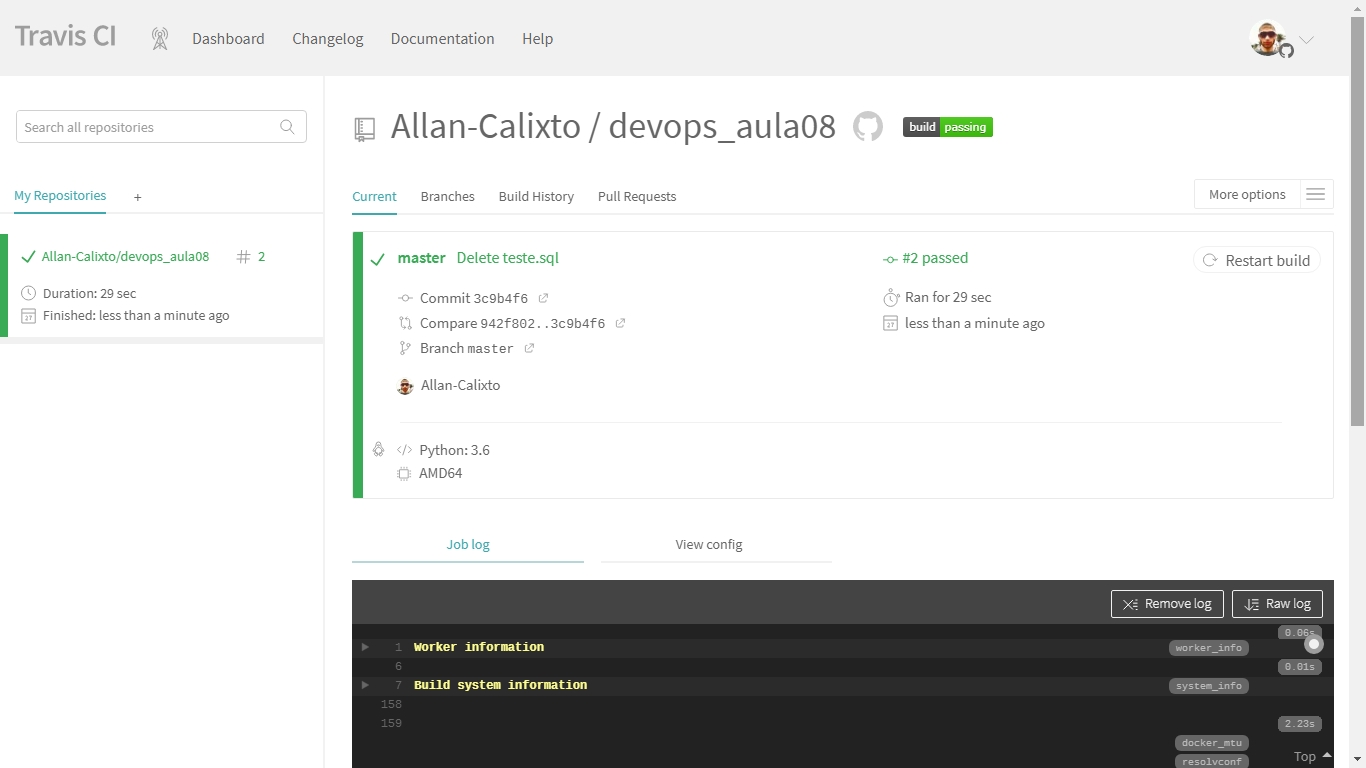 Travis CI
Dashboard
Changelog
Documentation
Help
Search all repositories
My Repositories
+
Allan-Calixto/devops_aula08
# 2
Duration: 29 sec
Finished: less than a minute ago
Allan-Calixto / devops_aula08
build passing
Current
Branches
Build History
Pull Requests
More options
master Delete teste.sql
#2 passed
Restart build
Commit 3c9b4f6
Ran for 29 sec
Compare 942f802..3c9b4f6
less than a minute ago
Branch master
Allan-Calixto
Python: 3.6
AMD64
Job log
View config
Remove log
Raw log
0.06s
1 Worker information
worker_info
6
0.01s
7 Build system information
system_info
158
159
2.23s
docker_mtu
resolvconf
Top